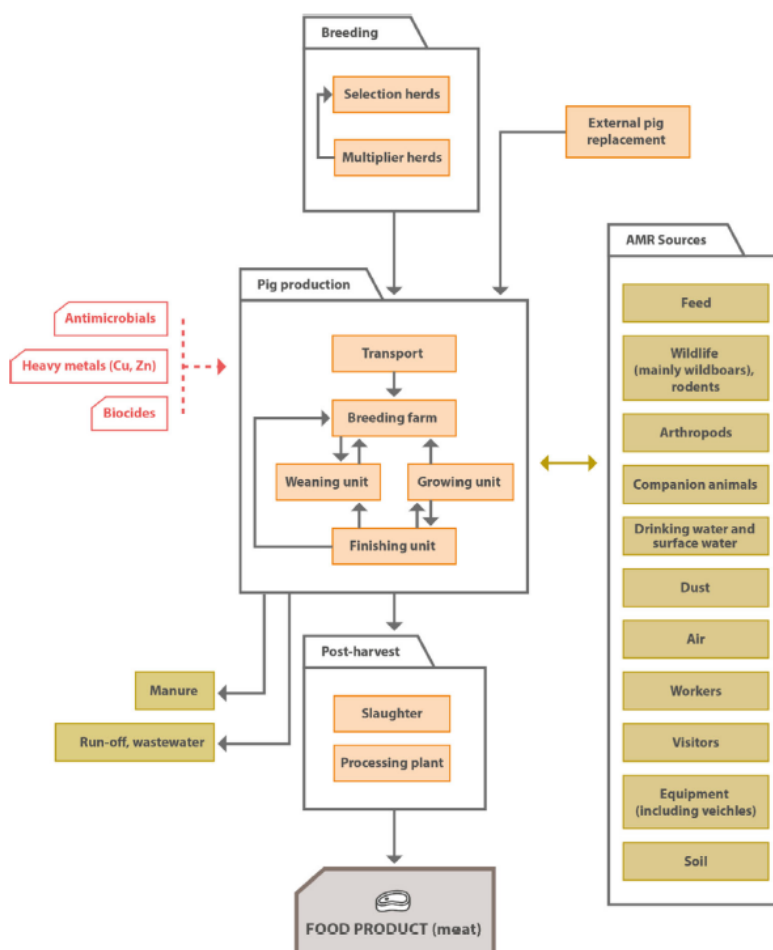 Breeding
Selection herds
Multiplier herds
External pig
replacement
AMR Sources
Feed
Wildlife
(mainly wildboars),
rodents
Arthropods
Companion animals
Drinking water and
surface water
Dust
Air
Workers
Visitors
Equipment
(including veichles)
Soil
Pig production
Antimicrobials
Heavy metals (Cu, Zn)
Biocides
Transport
Breeding farm
Weaning unit
Growing unit
Finishing unit
Manure
Run-off, wastewater
Post-harvest
Slaughter
Processing plant
FOOD PRODUCT (meat)